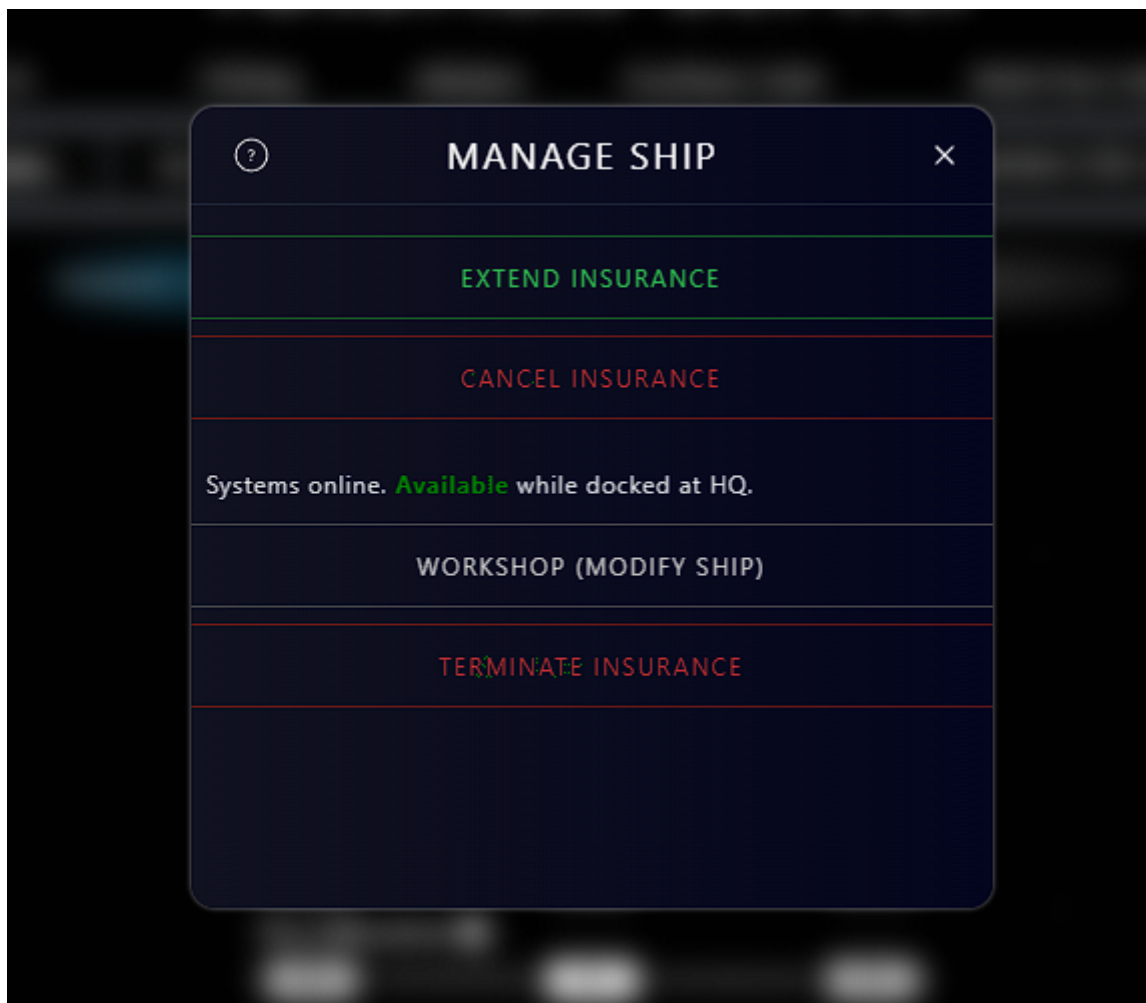 ?
MANAGE SHIP
×
EXTEND INSURANCE
CANCEL INSURANCE
Systems online. Available while docked at HQ.
WORKSHOP (MODIFY SHIP)
TERMINATE INSURANCE